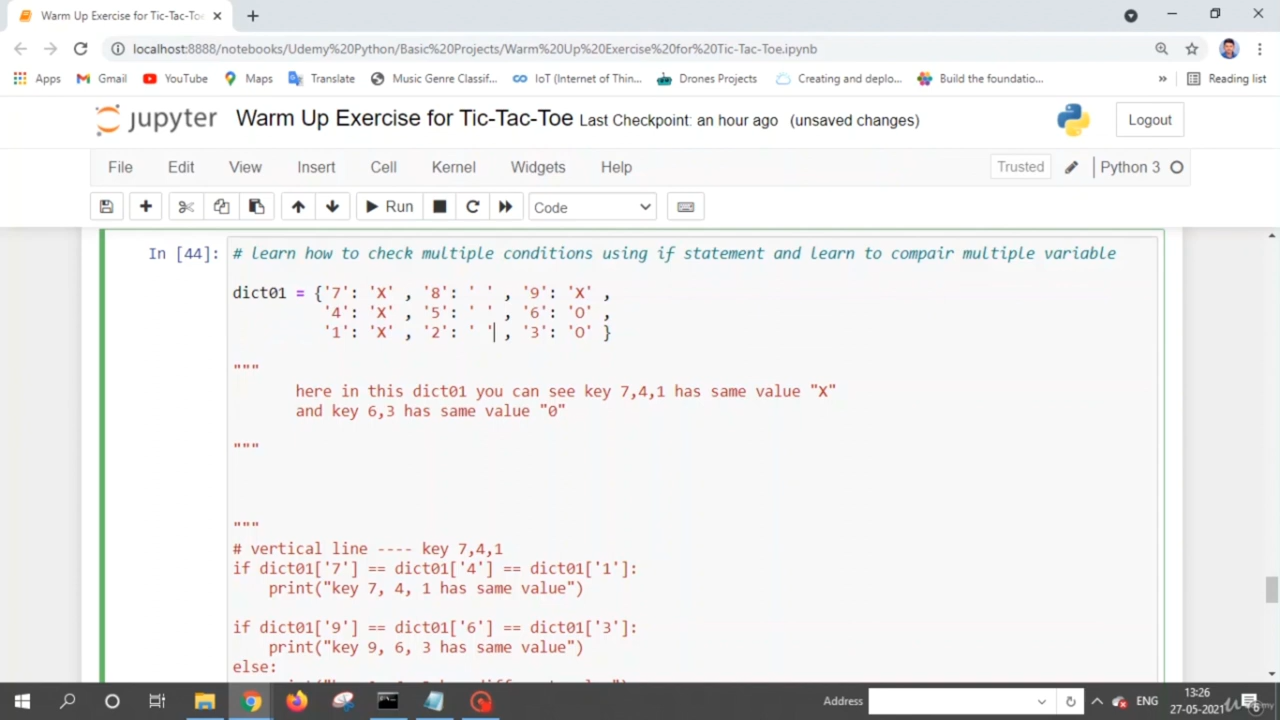 Warm Up Exercise for Tic-Tac-To
localhost:8888/notebooks/Udemy%20Python/Basic%20Projects/Warm%20Up%20Exercise%20for%20Tic-Tac-Toe.ipynb
Apps Gmail YouTube Maps Translate Music Genre Classif... IoT (Internet of Thin... Drones Projects Creating and deplo... Build the foundatio... » Reading list
jupyter Warm Up Exercise for Tic-Tac-Toe Last Checkpoint: an hour ago (unsaved changes) Logout
File Edit View Insert Cell Kernel Widgets Help Trusted Python 3
Run Code
In [44]: # learn how to check multiple conditions using if statement and learn to compair multiple variable
dict01 = {'7': 'X' , '8': ' ' , '9': 'X' ,
'4': 'X' , '5': ' ' , '6': 'O' ,
'1': 'X' , '2': ' ' , '3': 'O' }
"""
here in this dict01 you can see key 7,4,1 has same value "X"
and key 6,3 has same value "0"
"""
"""
# vertical line ---- key 7,4,1
if dict01['7'] == dict01['4'] == dict01['1']:
print("key 7, 4, 1 has same value")
if dict01['9'] == dict01['6'] == dict01['3']:
print("key 9, 6, 3 has same value")
else:
Address ENG 13:26
27-05-2021